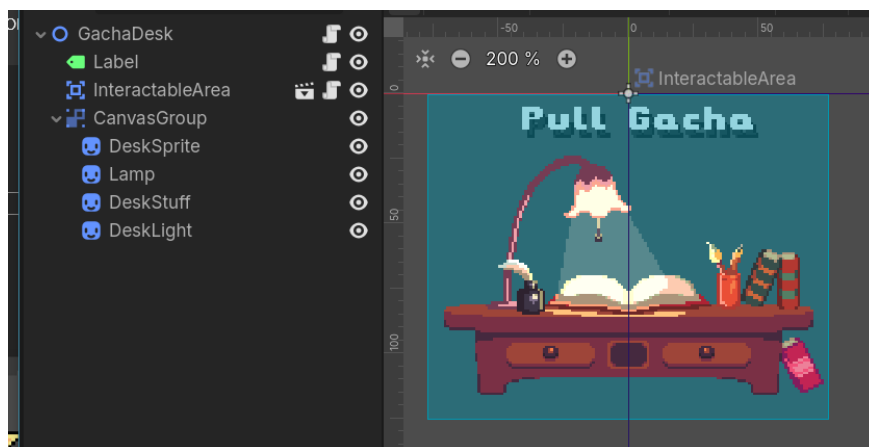 GachaDesk
Label
InteractableArea
CanvasGroup
DeskSprite
Lamp
DeskStuff
DeskLight
-50 0 50
200 %
InteractableArea
0
50
100
Pull Gacha